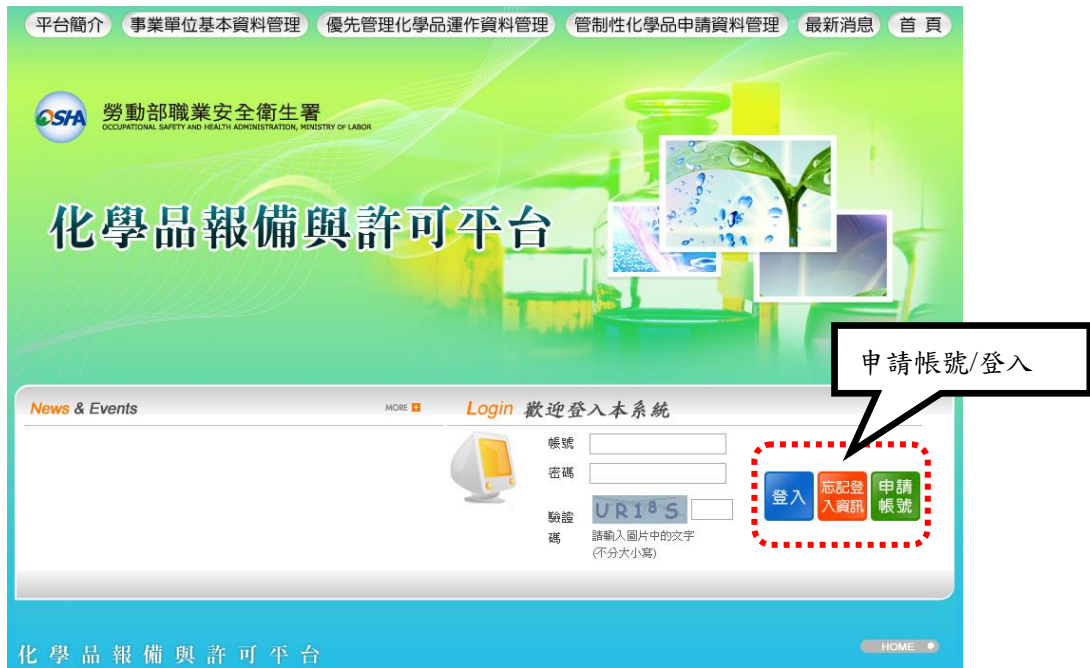 平台簡介 事業單位基本資料管理 優先管理化學品運作資料管理 管制性化學品申請資料管理 最新消息 首 頁
OSHA 勞動部職業安全衛生署
OCCUPATIONAL SAFETY AND HEALTH ADMINISTRATION, MINISTRY OF LABOR
化學品報備與許可平台
申請帳號/登入
News & Events MORE
Login 歡迎登入本系統
帳號
密碼
登入 忘記登入資訊 申請帳號
驗證碼 UR18S
請輸入圖片中的文字
(不分大小寫)
化學品報備與許可平台
HOME